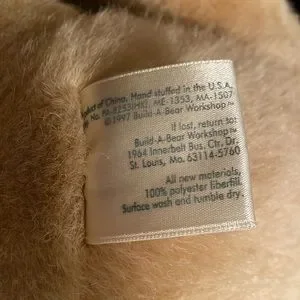 of China. Hand stuffed in the U.S.A.
No. PA-8253(HK), ME-1353, MA-1507
©1997 Build-A-Bear Workshop™
If lost, return to:
Build-A-Bear Workshop™
1964 Innerbelt Bus. Ctr. Dr.
St. Louis, Mo. 63114-5760
All new materials,
100% polyester fiberfill.
Surface wash and tumble dry.